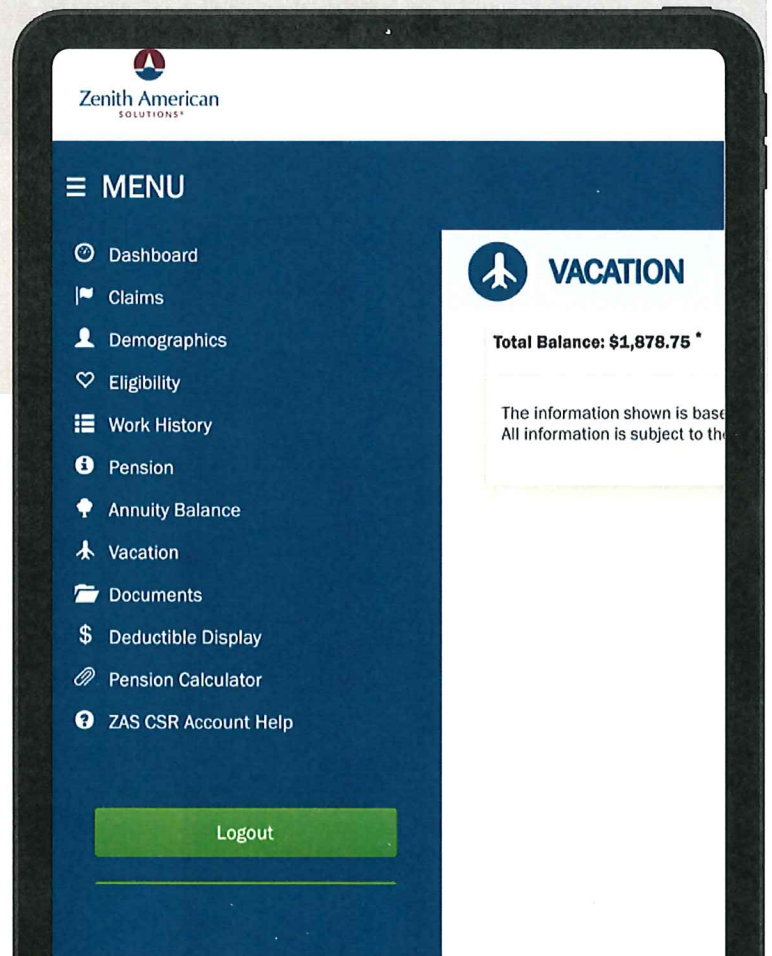 Zenith American
SOLUTIONS®
MENU
Dashboard
Claims
Demographics
Eligibility
Work History
Pension
Annuity Balance
Vacation
Documents
$ Deductible Display
Pension Calculator
ZAS CSR Account Help
Logout
VACATION
Total Balance: $1,878.75 *
The information shown is base
All information is subject to th